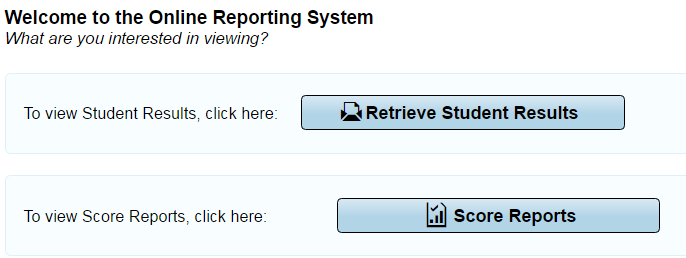 Welcome to the Online Reporting System
What are you interested in viewing?
To view Student Results, click here: Retrieve Student Results
To view Score Reports, click here: Score Reports